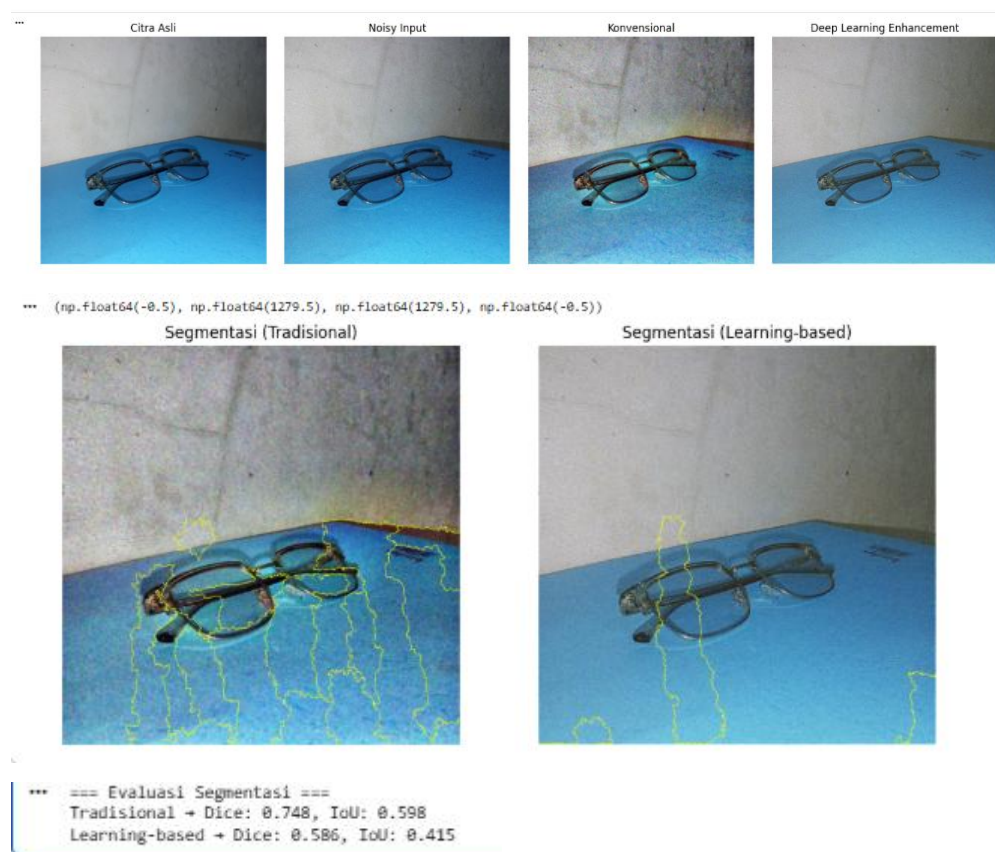 ...
Citra Asli
Noisy Input
Konvensional
Deep Learning Enhancement
... (np.float64(-0.5), np.float64(1279.5), np.float64(1279.5), np.float64(-0.5))
Segmentasi (Tradisional)
Segmentasi (Learning-based)
... === Evaluasi Segmentasi ===
Tradisional → Dice: 0.748, IoU: 0.598
Learning-based → Dice: 0.586, IoU: 0.415